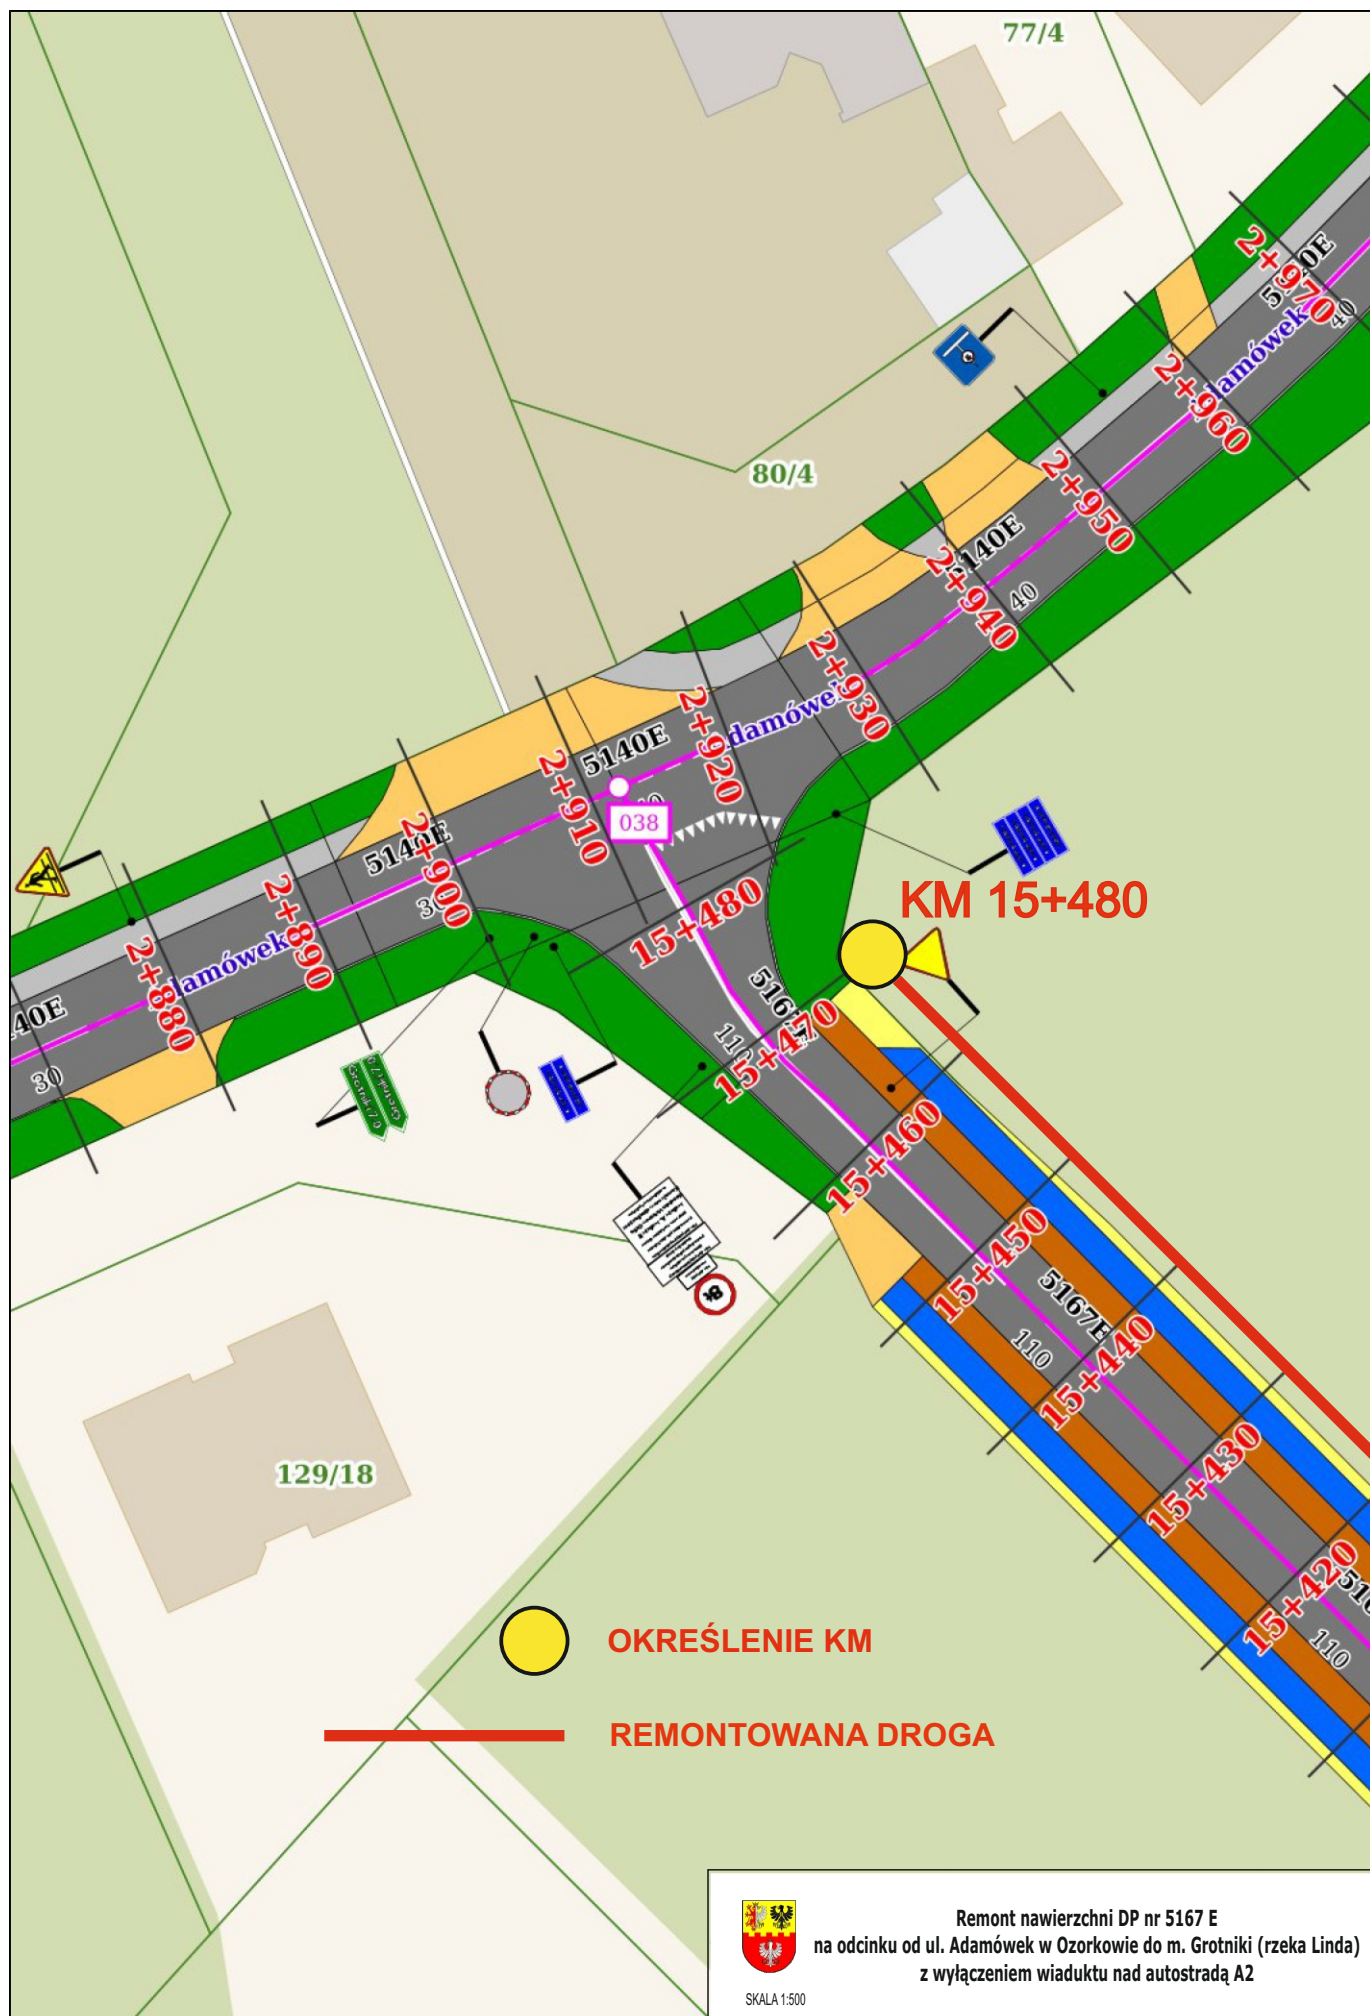 77/4
2+970
40
2+960
80/4
2+950
5140E
40
2+940
2+930
5140E
2+920
2+910
038
5140E
30
2+900
15+480
KM 15+480
2+890
2+880
30
15+470
110
15+460
15+450
5167E
110
15+440
129/18
15+430
15+420
110
OKREŚLENIE KM
REMONTOWANA DROGA
Remont nawierzchni DP nr 5167 E
na odcinku od ul. Adamówek w Ozorkowie do m. Grotniki (rzeka Linda)
z wyłączeniem wiaduktu nad autostradą A2
SKALA 1:500